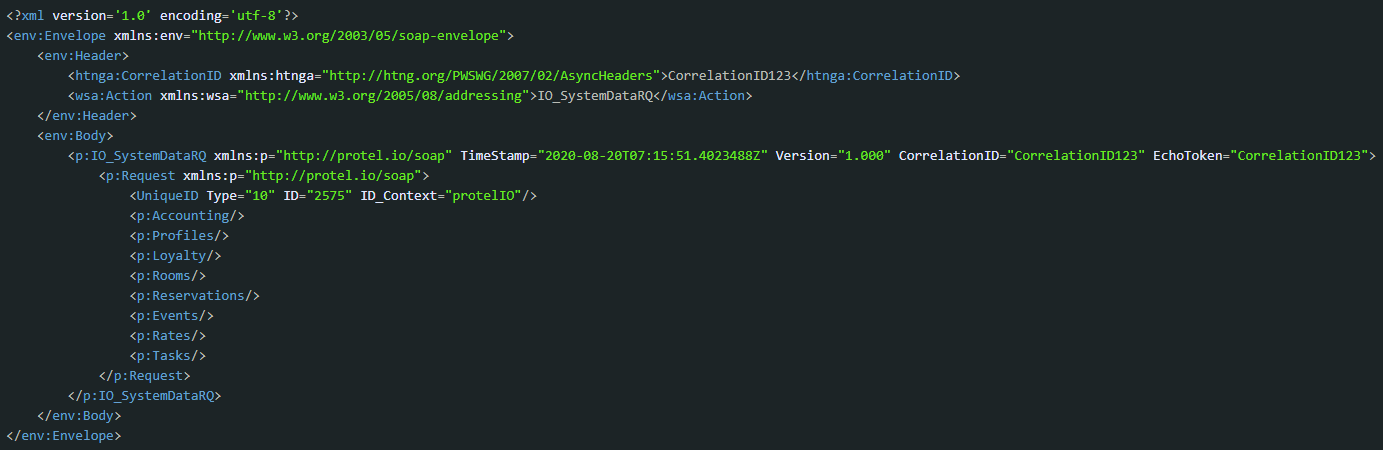 <?xml version='1.0' encoding='utf-8'?>
<env:Envelope xmlns:env="http://www.w3.org/2003/05/soap-envelope">
    <env:Header>
        <htnga:CorrelationID xmlns:htnga="http://htng.org/PWSWG/2007/02/AsyncHeaders">CorrelationID123</htnga:CorrelationID>
        <wsa:Action xmlns:wsa="http://www.w3.org/2005/08/addressing">IO_SystemDataRQ</wsa:Action>
    </env:Header>
    <env:Body>
        <p:IO_SystemDataRQ xmlns:p="http://protel.io/soap" TimeStamp="2020-08-20T07:15:51.4023488Z" Version="1.000" CorrelationID="CorrelationID123" EchoToken="CorrelationID123">
            <p:Request xmlns:p="http://protel.io/soap">
                <UniqueID Type="10" ID="2575" ID_Context="protelIO"/>
                <p:Accounting/>
                <p:Profiles/>
                <p:Loyalty/>
                <p:Rooms/>
                <p:Reservations/>
                <p:Events/>
                <p:Rates/>
                <p:Tasks/>
            </p:Request>
        </p:IO_SystemDataRQ>
    </env:Body>
</env:Envelope>